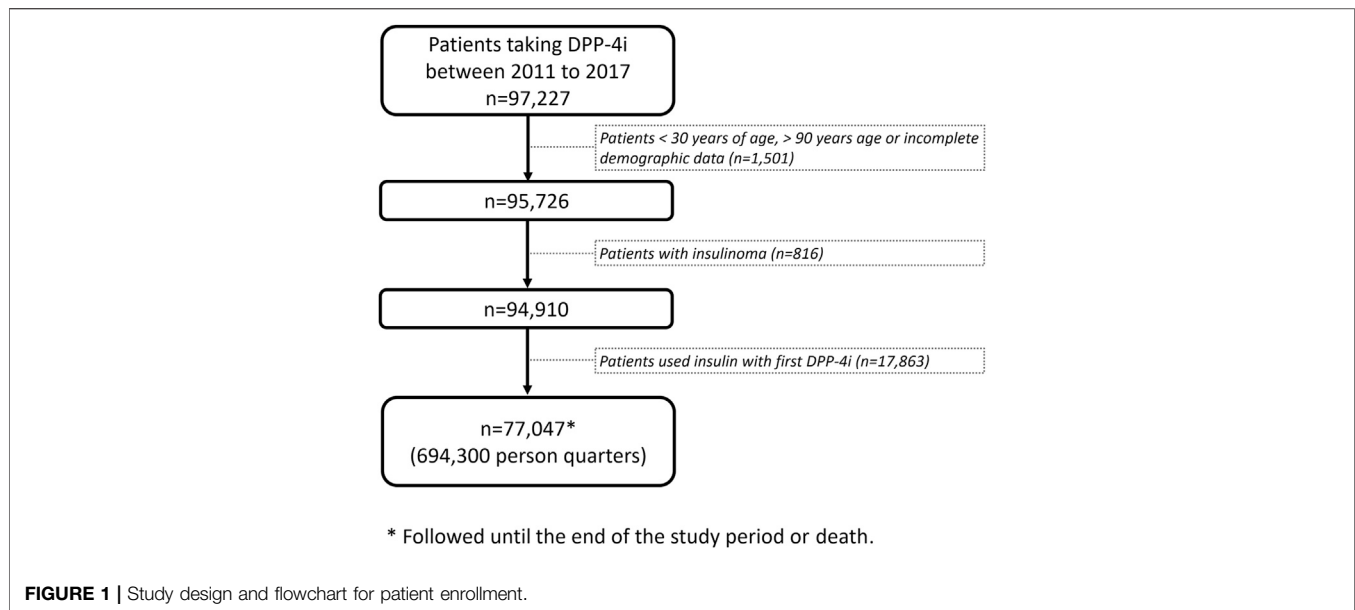 Patients taking DPP-4i
between 2011 to 2017
n=97,227
Patients < 30 years of age, > 90 years age or incomplete
demographic data (n=1,501)
n=95,726
Patients with insulinoma (n=816)
n=94,910
Patients used insulin with first DPP-4i (n=17,863)
n=77,047*
(694,300 person quarters)
* Followed until the end of the study period or death.
FIGURE 1 | Study design and flowchart for patient enrollment.